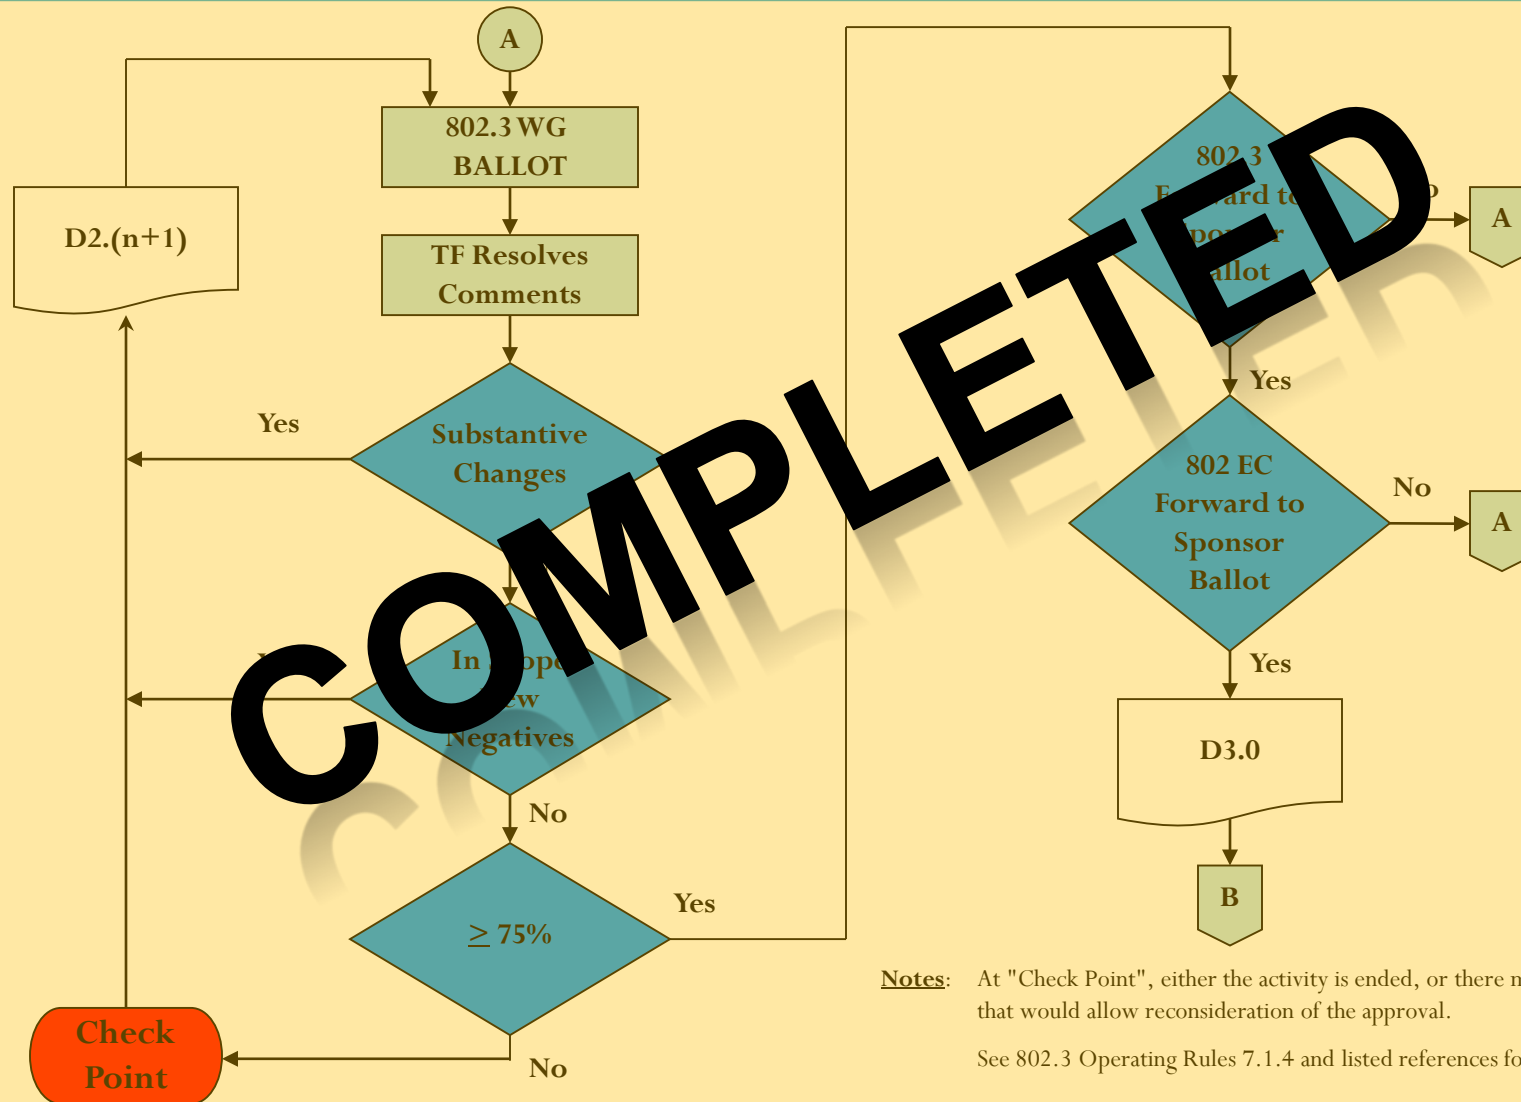 A
802.3 WG
BALLOT
D2.(n+1)
TF Resolves
Comments
Yes
Substantive
Changes
In
Negatives
No
≥ 75%
Yes
No
Check
Point
802.3
to
A
Yes
802 EC
Forward to
Sponsor
Ballot
No
A
Yes
D3.0
B
COMPLETED
Notes: At "Check Point", either the activity is ended, or there
that would allow reconsideration of the approval.
See 802.3 Operating Rules 7.1.4 and listed references